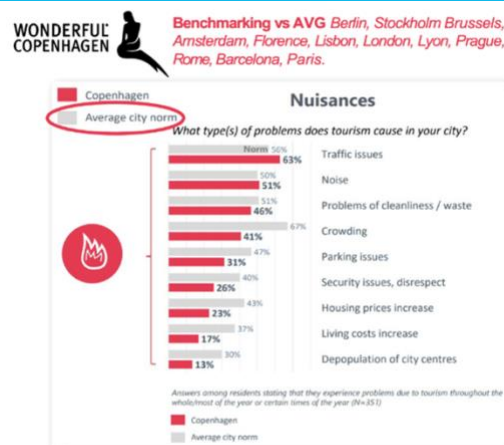 WONDERFUL
COPENHAGEN
Benchmarking vs AVG Berlin, Stockholm Brussels,
Amsterdam, Florence, Lisbon, London, Lyon, Prague,
Rome, Barcelona, Paris.
Copenhagen
Average city norm
Nuisances
What type(s) of problems does tourism cause in your city?
Norm 56%
63%
Traffic issues
50%
51%
Noise
51%
46%
Problems of cleanliness / waste
67%
41%
Crowding
47%
31%
Parking issues
40%
26%
Security issues, disrespect
43%
23%
Housing prices increase
37%
17%
Living costs increase
30%
13%
Depopulation of city centres
Answers among residents stating that they experience problems due to tourism throughout the
whole/most of the year or certain times of the year (N=351)
Copenhagen
Average city norm